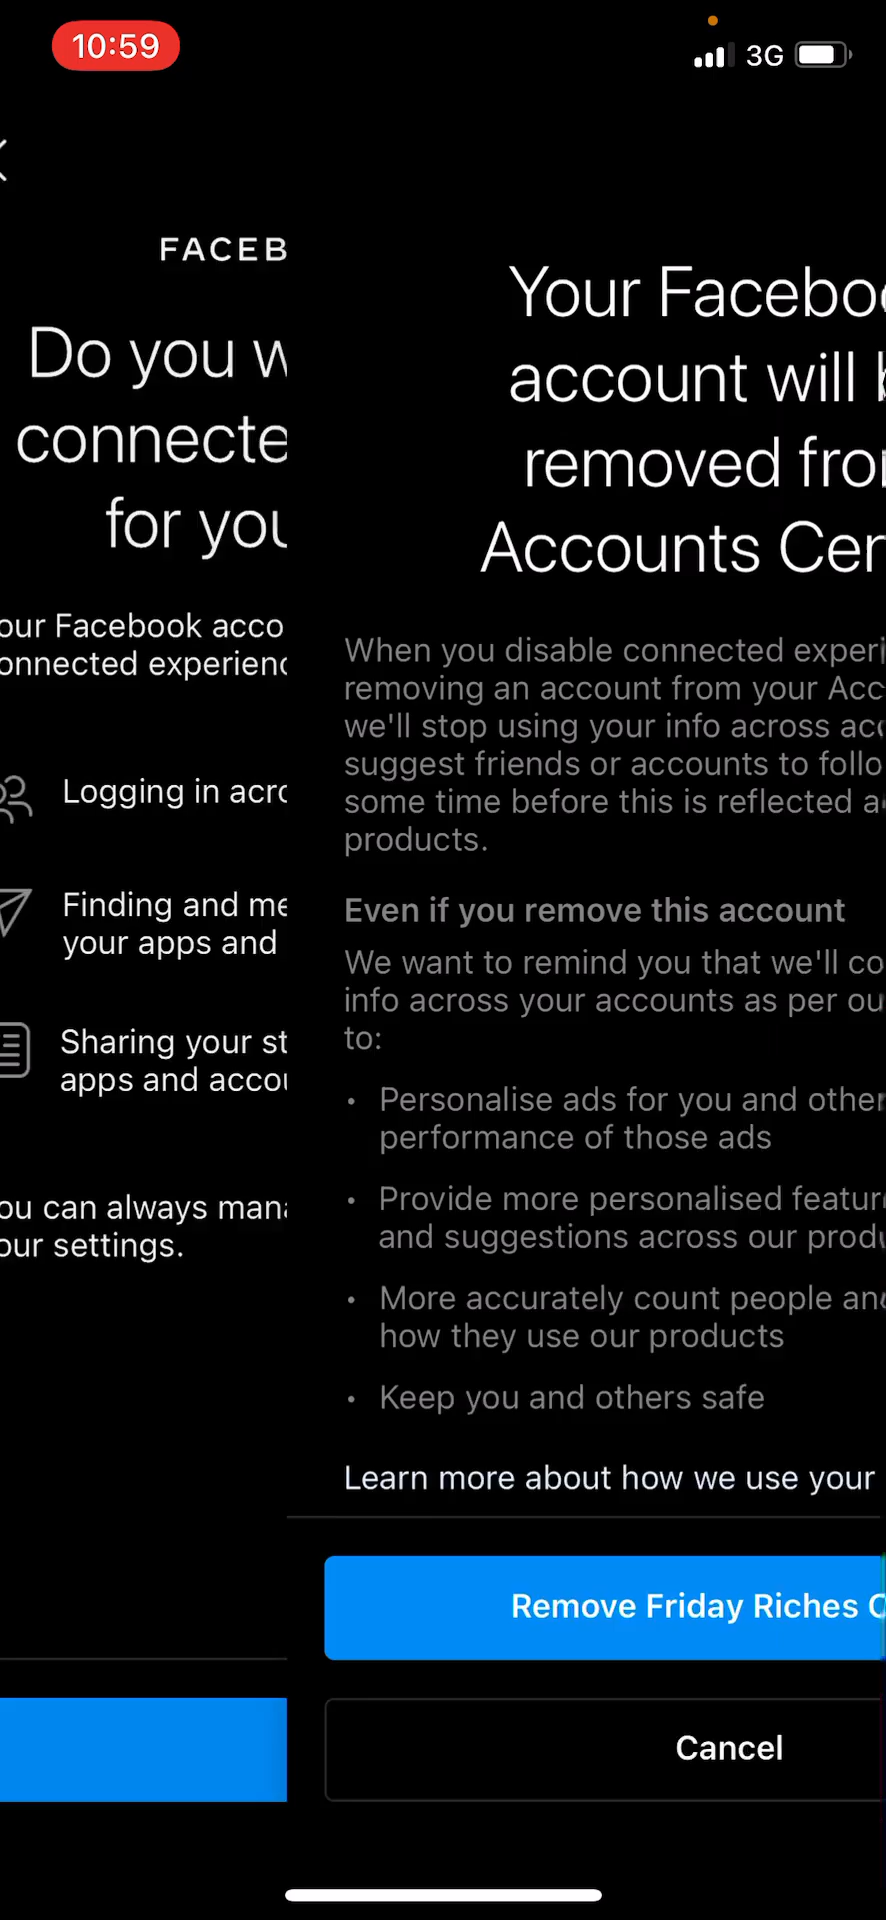 10:59
3G
FACEB
Do you
connecte
for you
our Facebook acco
onnected experienc
Logging in acro
Finding and me
your apps and
Sharing your st
apps and accou
ou can always mana
our settings.
Your Facebo
account will
removed fro
Accounts Cen
When you disable connected experi
removing an account from your Acc
we'll stop using your info across acc
suggest friends or accounts to follo
some time before this is reflected a
products.
Even if you remove this account
We want to remind you that we'll co
info across your accounts as per ou
to:
• Personalise ads for you and other
performance of those ads
• Provide more personalised featur
and suggestions across our produ
• More accurately count people and
how they use our products
• Keep you and others safe
Learn more about how we use your
Remove Friday Riches
Cancel